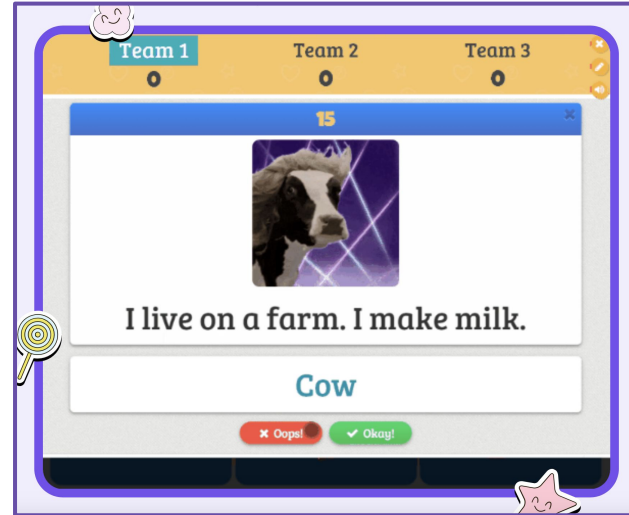 Team 1 Team 2 Team 3
0 0 0
15
I live on a farm. I make milk.
Cow
Oops! Okay!